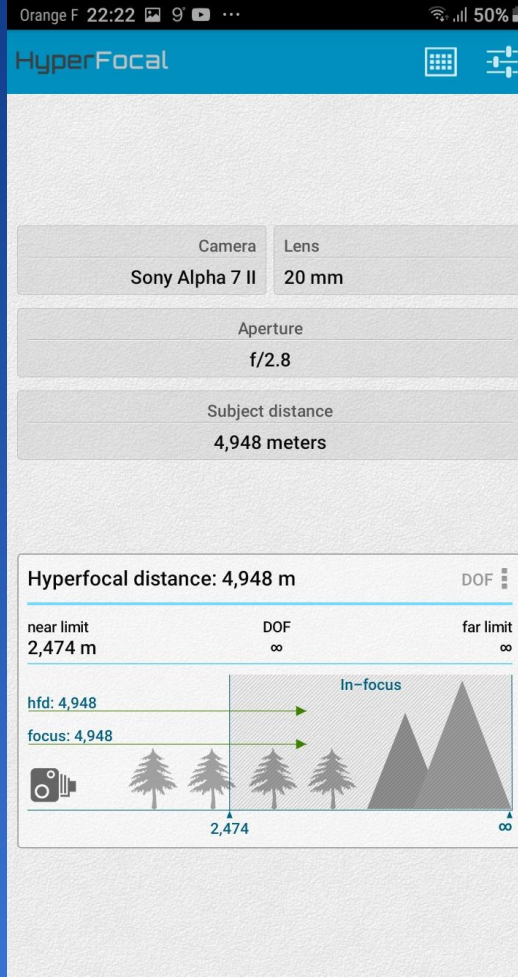 Orange F 22:22 9° 50%
HyperFocal
Camera
Sony Alpha 7 II
Lens
20 mm
Aperture
f/2.8
Subject distance
4,948 meters
Hyperfocal distance: 4,948 m DOF
near limit DOF far limit
2,474 m ∞ ∞
In-focus
hfd: 4,948
focus: 4,948
2,474 ∞